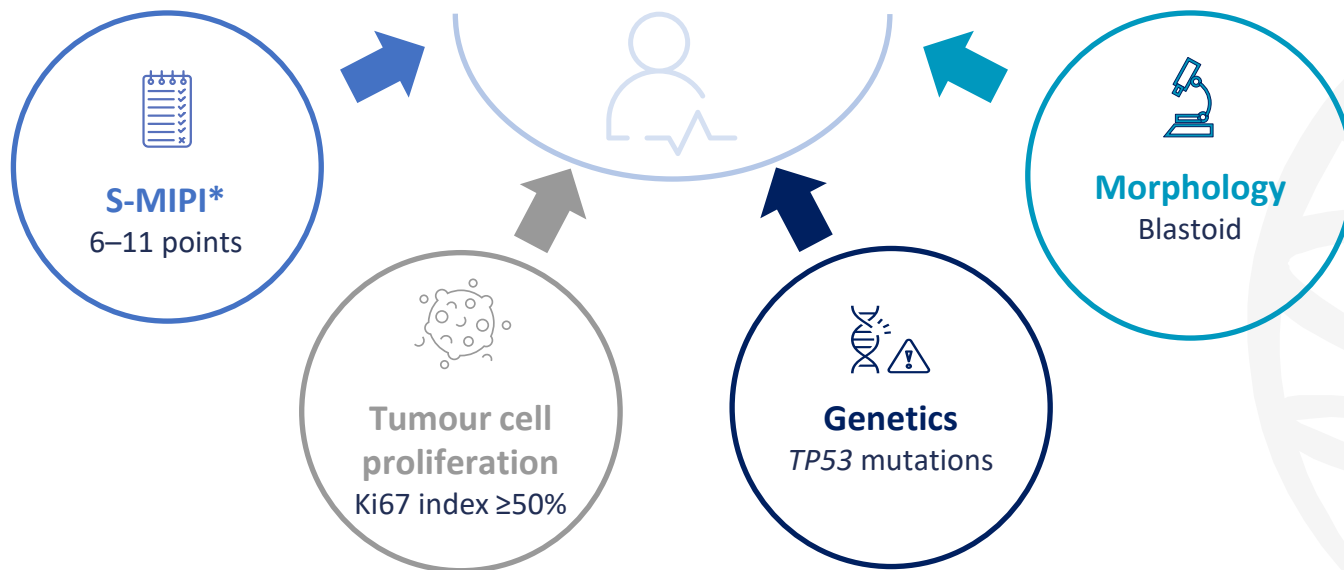 S-MIPI*
6–11 points
Tumour cell
proliferation
Ki67 index ≥50%
Genetics
TP53 mutations
Morphology
Blastoid